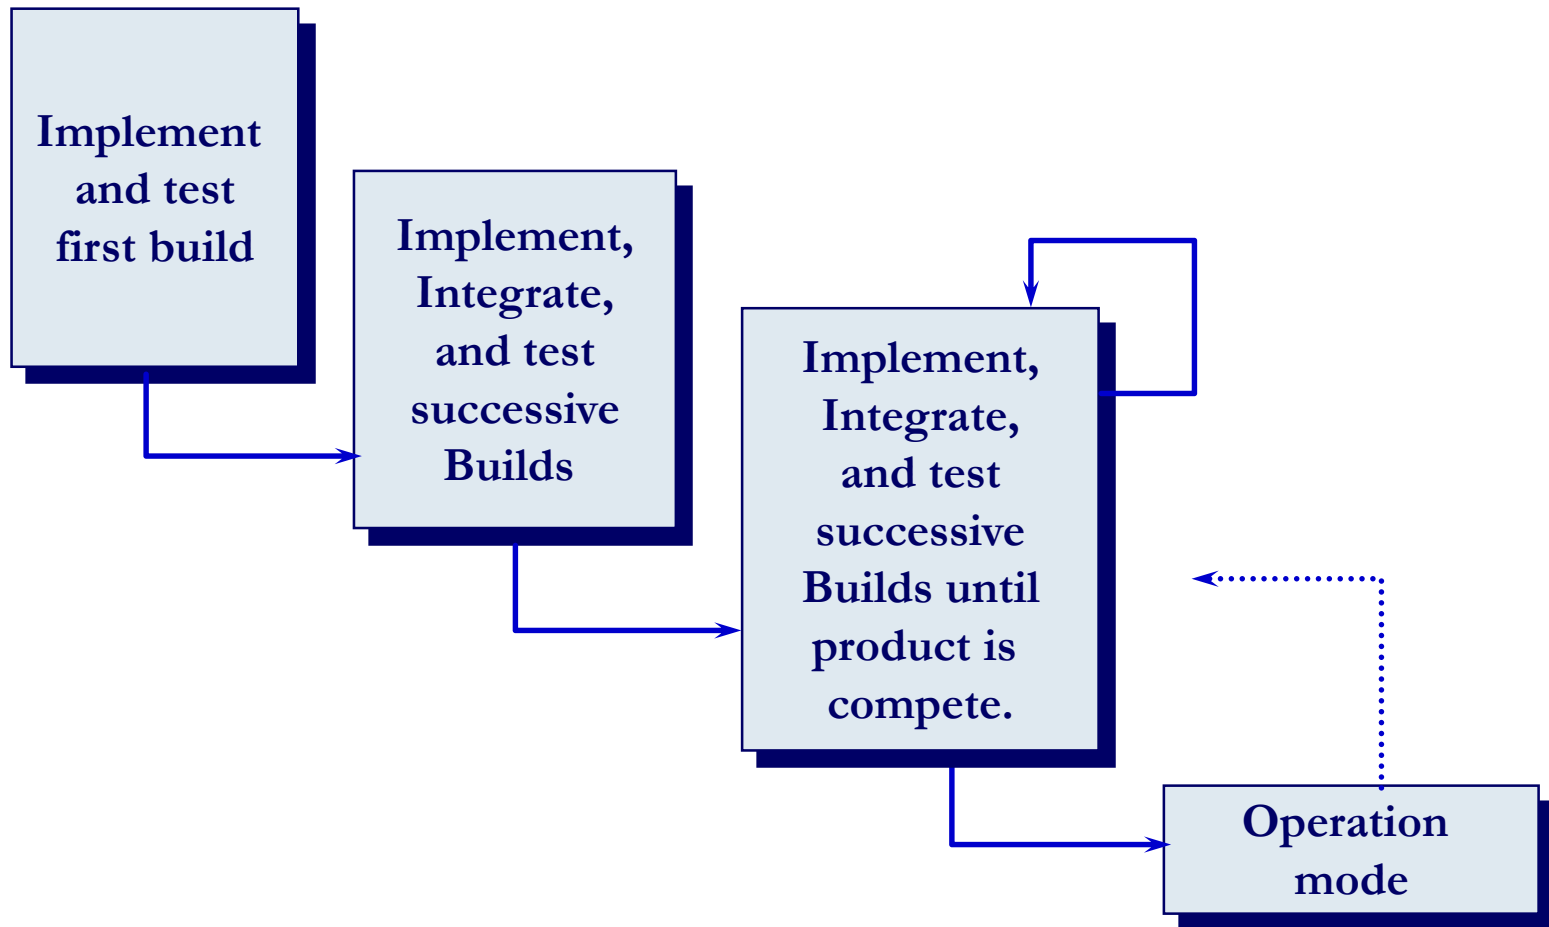 Implement
and test
first build
Implement,
Integrate,
and test
successive
Builds
Implement,
Integrate,
and test
successive
Builds until
product is
compete.
Operation
mode